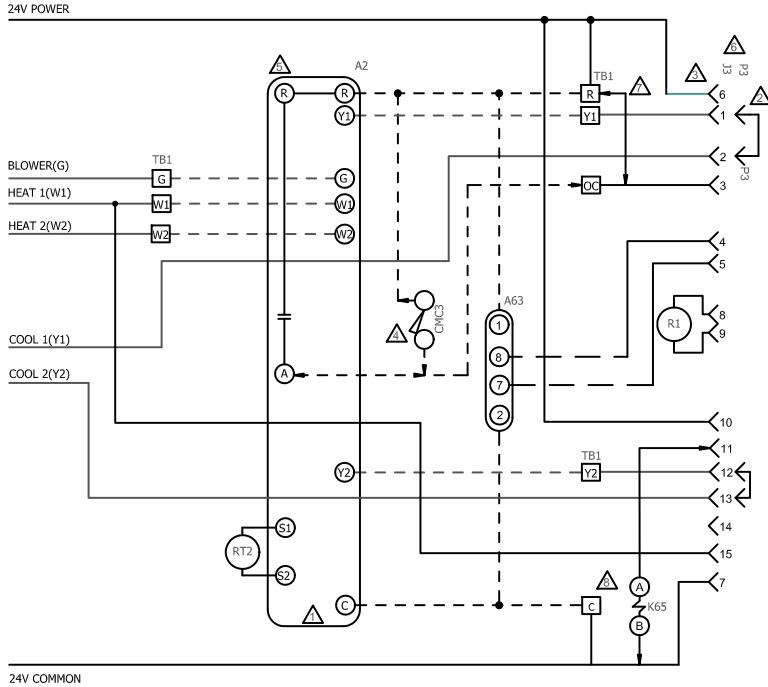 24V POWER
5
A2
R
R
Y1
TB1
R
Y1
7
3
6
P3
J3
2
6
1
BLOWER(G)
TB1
G
G
HEAT 1(W1)
W1
W1
HEAT 2(W2)
W2
W2
2
P3
OC
3
4
5
A63
1
8
7
2
CMC3
4
R1
8
9
COOL 1(Y1)
COOL 2(Y2)
A
10
11
TB1
Y2
Y2
12
13
14
15
S1
RT2
S2
C
1
8
C
A
K65
B
7
24V COMMON